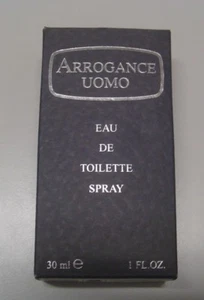 ARROGANCE
UOMO
EAU
DE
TOILETTE
SPRAY
30 ml ℮ 1 FL.OZ.